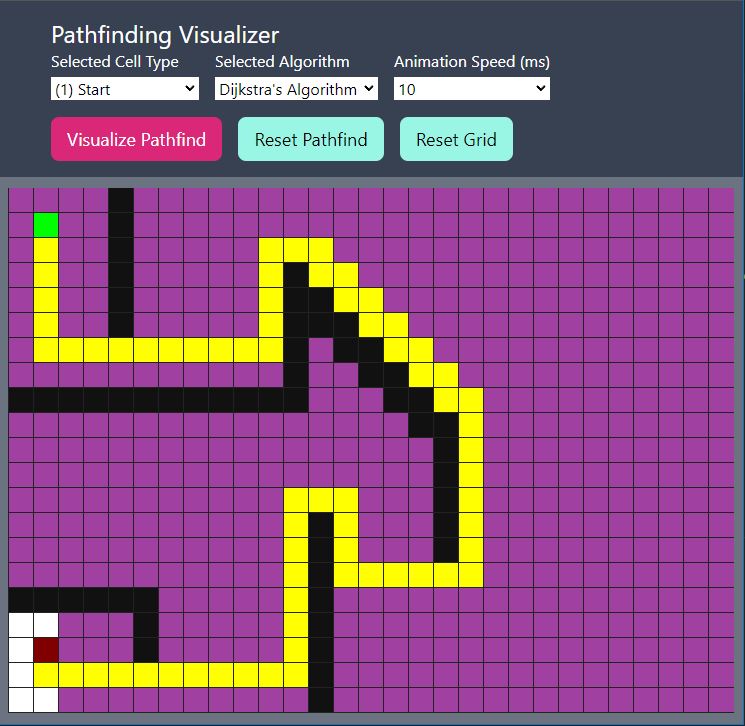 Pathfinding Visualizer
Selected Cell Type Selected Algorithm Animation Speed (ms)
(1) Start Dijkstra's Algorithm 10
Visualize Pathfind Reset Pathfind Reset Grid